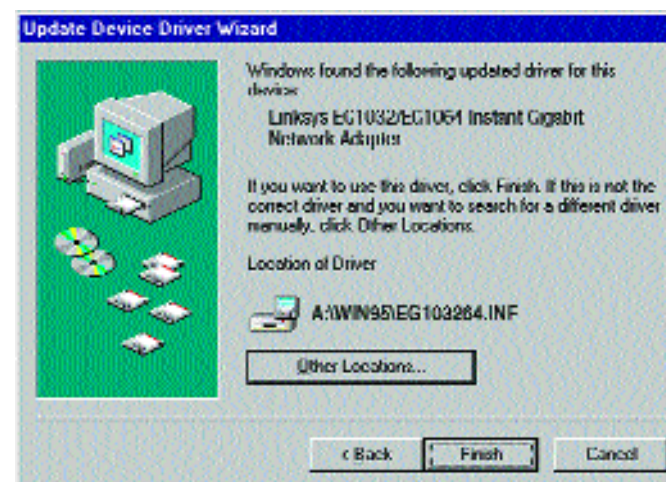 Update Device Driver Wizard
Windows found the following updated driver for this
device:
Linksys EG1032/EG1064 Instant Gigabit
Network Adapter
If you want to use this driver, click Finish. If this is not the
correct driver and you want to search for a different driver
manually, click Other Locations.
Location of Driver
A:\WIN95\EG103264.INF
Other Locations...
< Back
Finish
Cancel